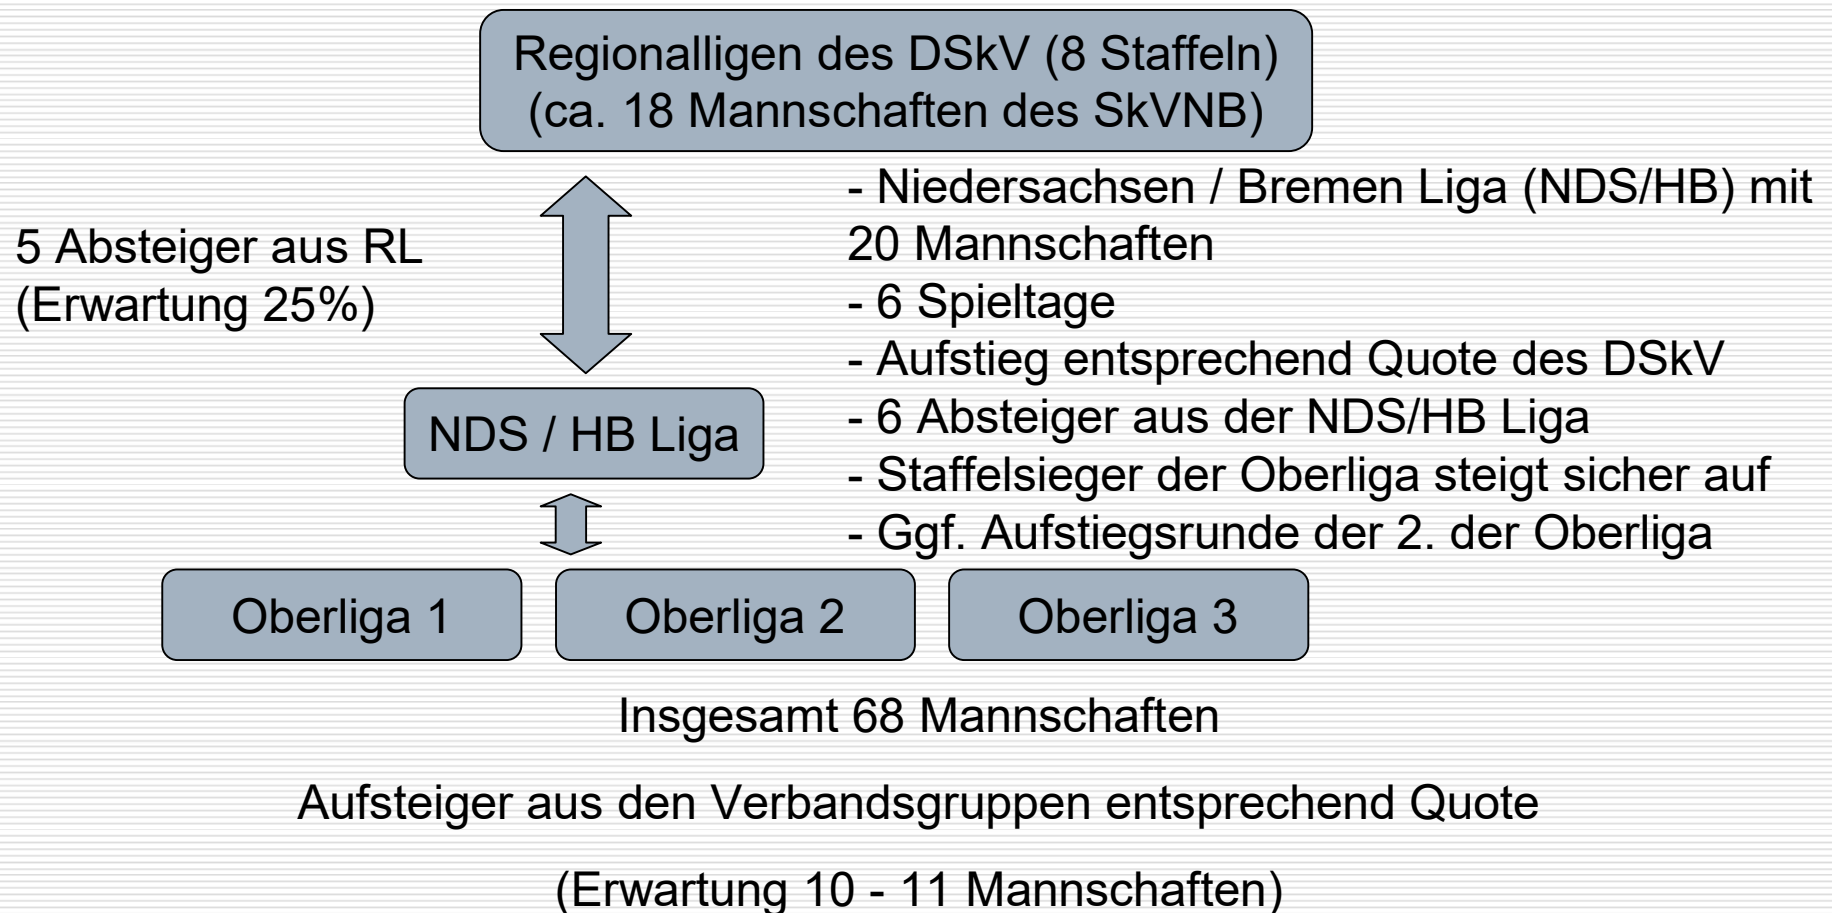 Regionalligen des DSkV (8 Staffeln)
(ca. 18 Mannschaften des SkVNB)
5 Absteiger aus RL
(Erwartung 25%)
- Niedersachsen / Bremen Liga (NDS/HB) mit
20 Mannschaften
- 6 Spieltage
- Aufstieg entsprechend Quote des DSkV
- 6 Absteiger aus der NDS/HB Liga
- Staffelsieger der Oberliga steigt sicher auf
- Ggf. Aufstiegsrunde der 2. der Oberliga
NDS / HB Liga
Oberliga 1
Oberliga 2
Oberliga 3
Insgesamt 68 Mannschaften
Aufsteiger aus den Verbandsgruppen entsprechend Quote
(Erwartung 10 - 11 Mannschaften)